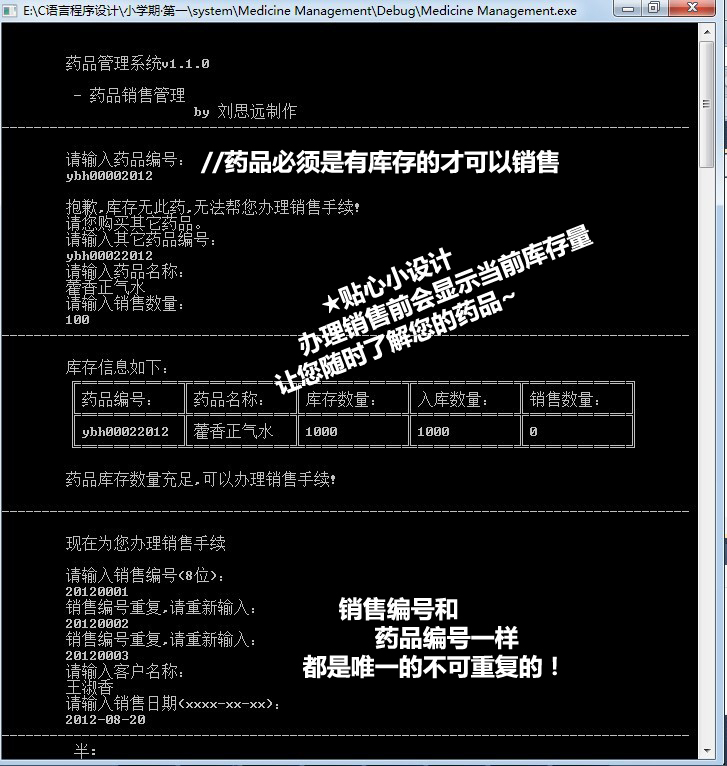 E:\C语言程序设计\小学期·第一\system\Medicine Management\Debug\Medicine Management.exe
药品管理系统v1.1.0
- 药品销售管理
by 刘思远制作
请输入药品编号： //药品必须是有库存的才可以销售
ybh00002012
抱歉,库存无此药,无法帮您办理销售手续!
请您购买其它药品。
请输入其它药品编号：
ybh00022012
请输入药品名称：
藿香正气水
请输入销售数量：
100
★贴心小设计
办理销售前会显示当前库存量
让您随时了解您的药品~
库存信息如下：
药品编号： 药品名称： 库存数量： 入库数量： 销售数量：
ybh00022012 藿香正气水 1000 1000 0
药品库存数量充足,可以办理销售手续!
现在为您办理销售手续
请输入销售编号(8位)：
20120001
销售编号重复,请重新输入：
20120002
销售编号重复,请重新输入：
20120003
请输入客户名称：
王淑香
请输入销售日期(xxxx-xx-xx)：
2012-08-20
销售编号和
药品编号一样
都是唯一的不可重复的！
半：